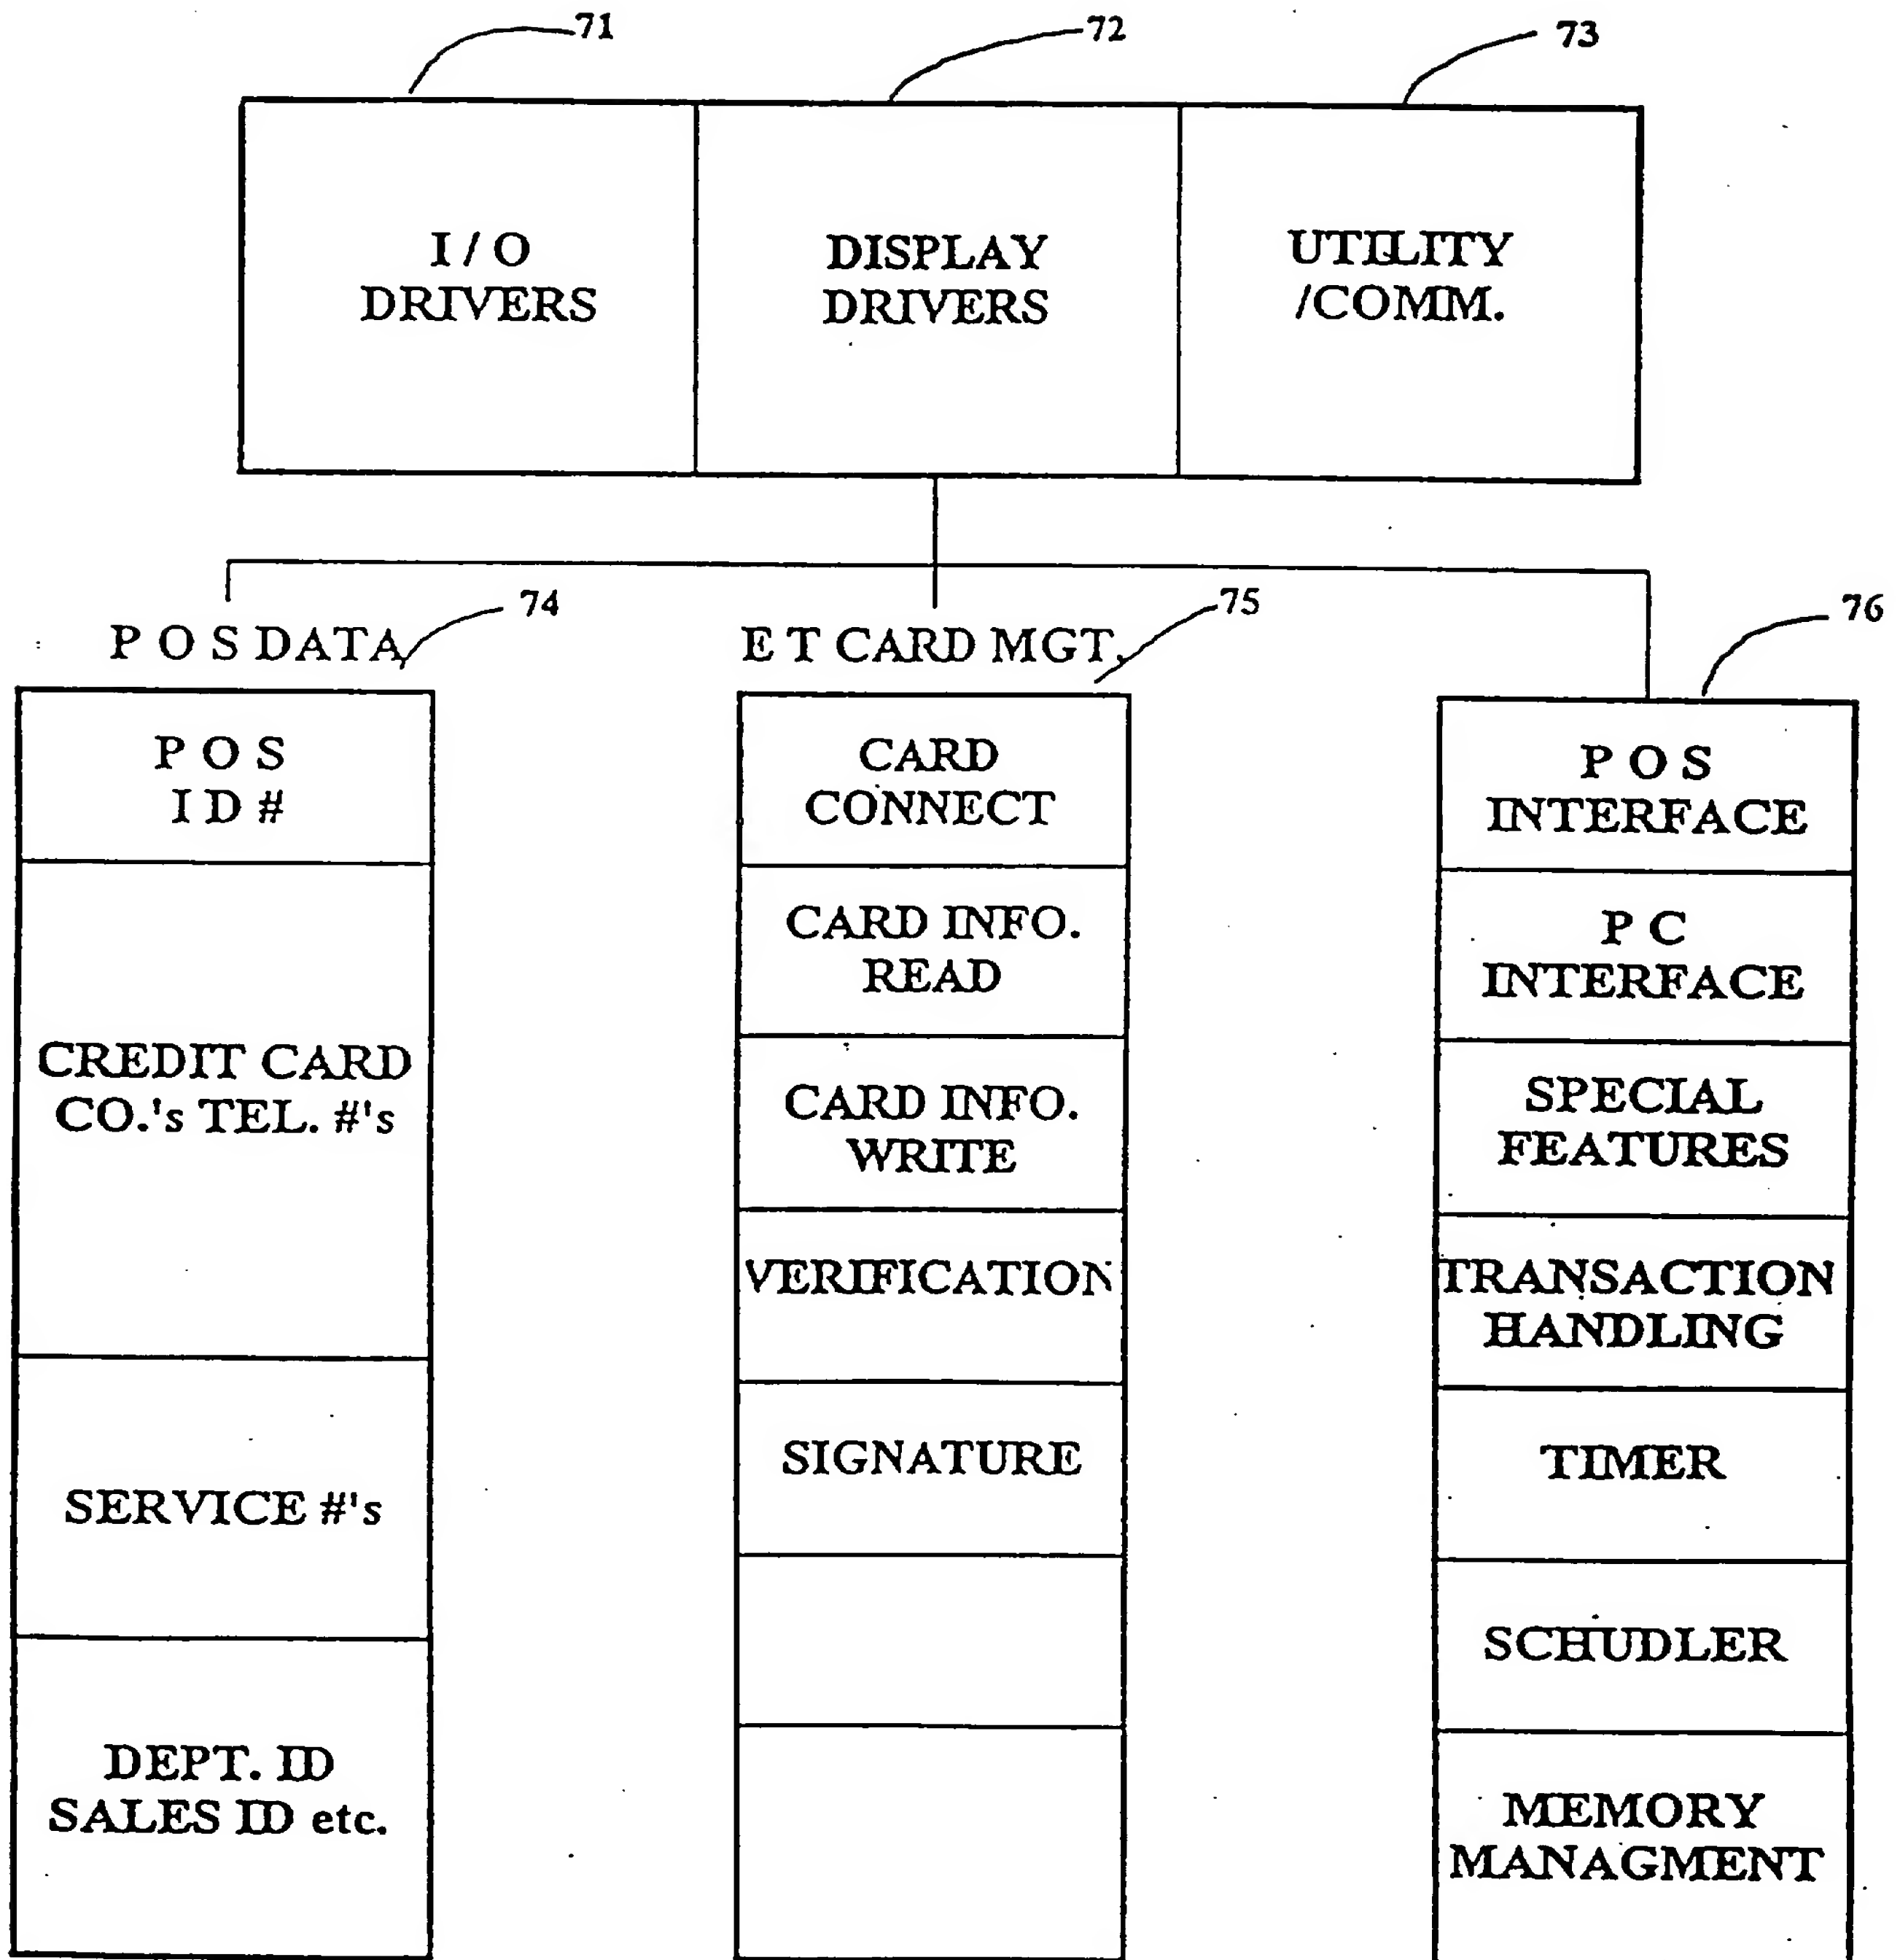 71
72
73
I / O
DRIVERS
DISPLAY
DRIVERS
UTILITY
/COMM.
P O S DATA
74
E T CARD MGT.
75
76
P O S
I D #
CREDIT CARD
CO.'s TEL. #'s
SERVICE #'s
DEPT. ID
SALES ID etc.
CARD
CONNECT
CARD INFO.
READ
CARD INFO.
WRITE
VERIFICATION
SIGNATURE
P O S
INTERFACE
P C
INTERFACE
SPECIAL
FEATURES
TRANSACTION
HANDLING
TIMER
SCHUDLER
MEMORY
MANAGMENT